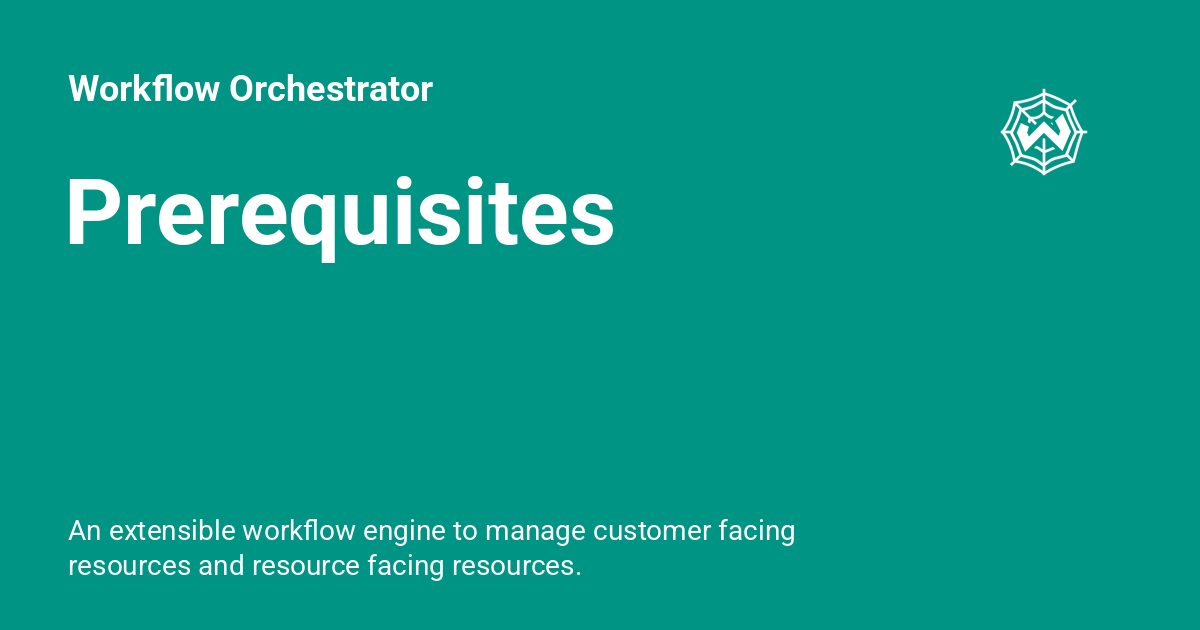 Workflow Orchestrator
W
Prerequisites
An extensible workflow engine to manage customer facing
resources and resource facing resources.